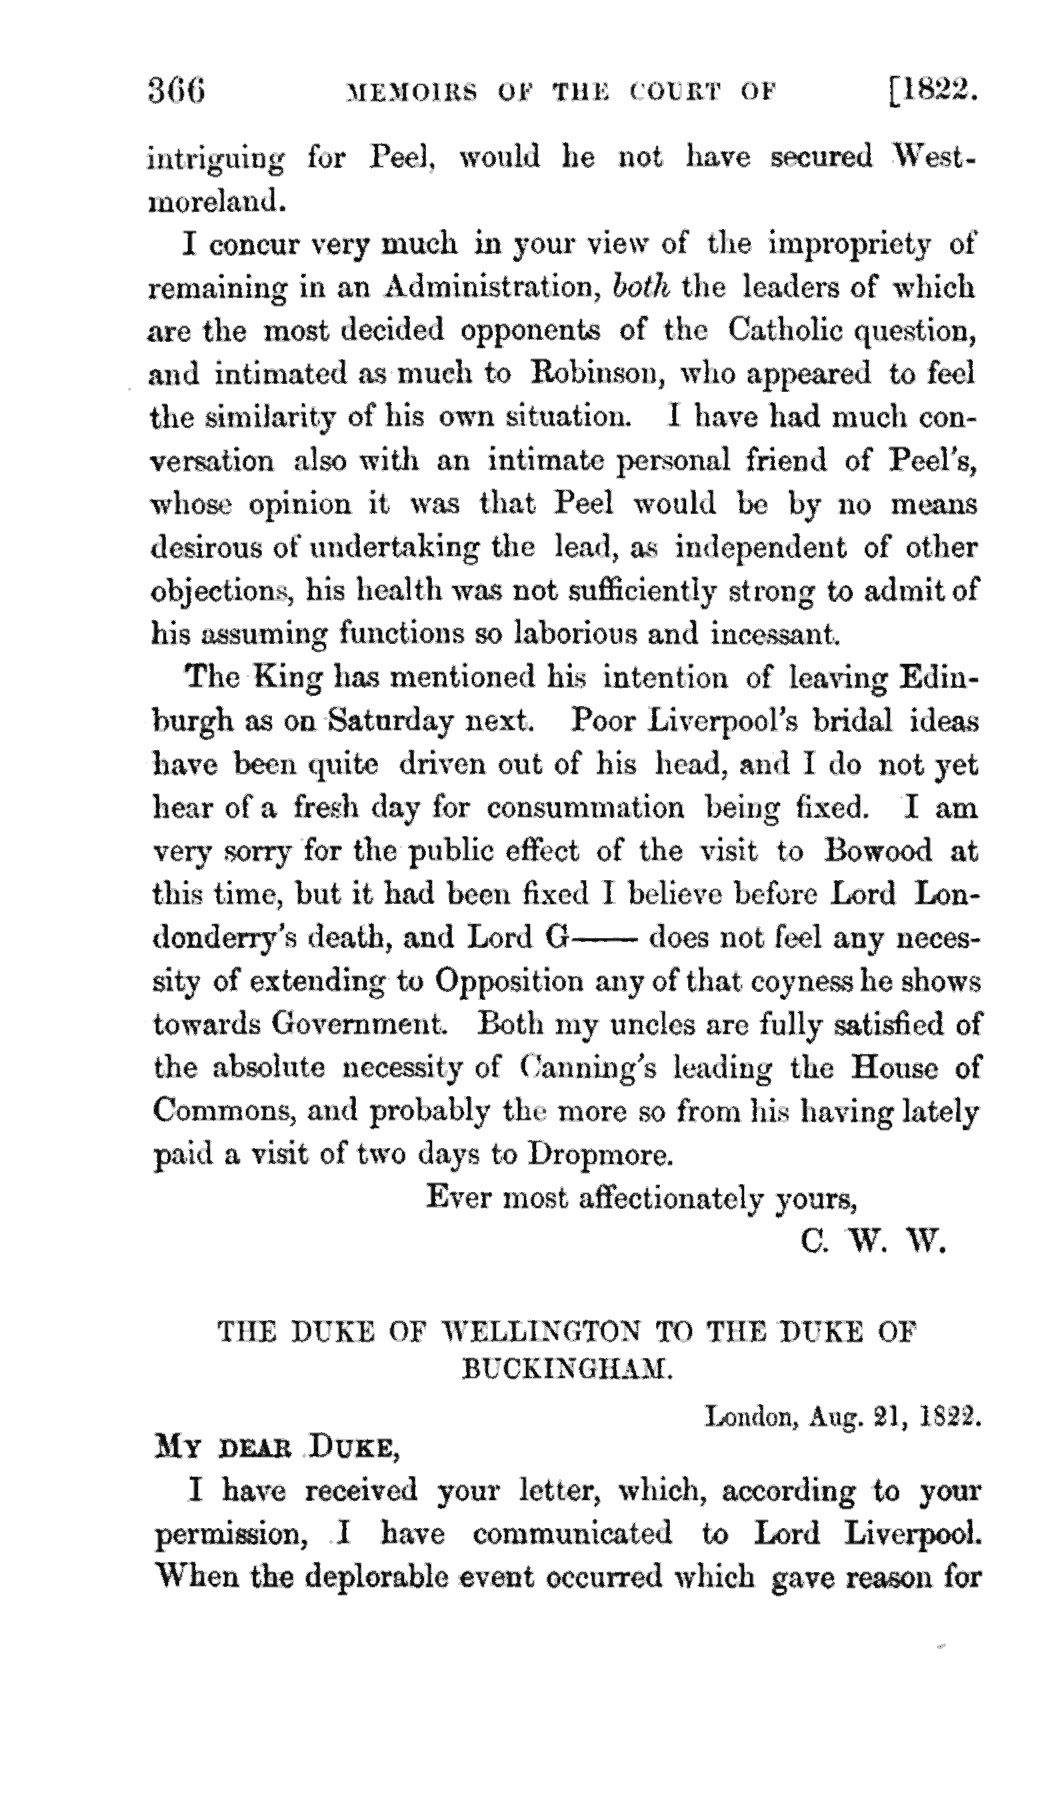 366 MEMOIRS OF THE COURT OF [1822.
intriguing for Peel, would he not have secured West-
moreland.
I concur very much in your view of the impropriety of
remaining in an Administration, both the leaders of which
are the most decided opponents of the Catholic question,
and intimated as much to Robinson, who appeared to feel
the similarity of his own situation. I have had much con-
versation also with an intimate personal friend of Peel's,
whose opinion it was that Peel would be by no means
desirous of undertaking the lead, as independent of other
objections, his health was not sufficiently strong to admit of
his assuming functions so laborious and incessant.
The King has mentioned his intention of leaving Edin-
burgh as on Saturday next. Poor Liverpool's bridal ideas
have been quite driven out of his head, and I do not yet
hear of a fresh day for consummation being fixed. I am
very sorry for the public effect of the visit to Bowood at
this time, but it had been fixed I believe before Lord Lon-
donderry's death, and Lord G—— does not feel any neces-
sity of extending to Opposition any of that coyness he shows
towards Government. Both my uncles are fully satisfied of
the absolute necessity of Canning's leading the House of
Commons, and probably the more so from his having lately
paid a visit of two days to Dropmore.
Ever most affectionately yours,
C. W. W.
THE DUKE OF WELLINGTON TO THE DUKE OF
BUCKINGHAM.
London, Aug. 21, 1822.
MY DEAR DUKE,
I have received your letter, which, according to your
permission, I have communicated to Lord Liverpool.
When the deplorable event occurred which gave reason for